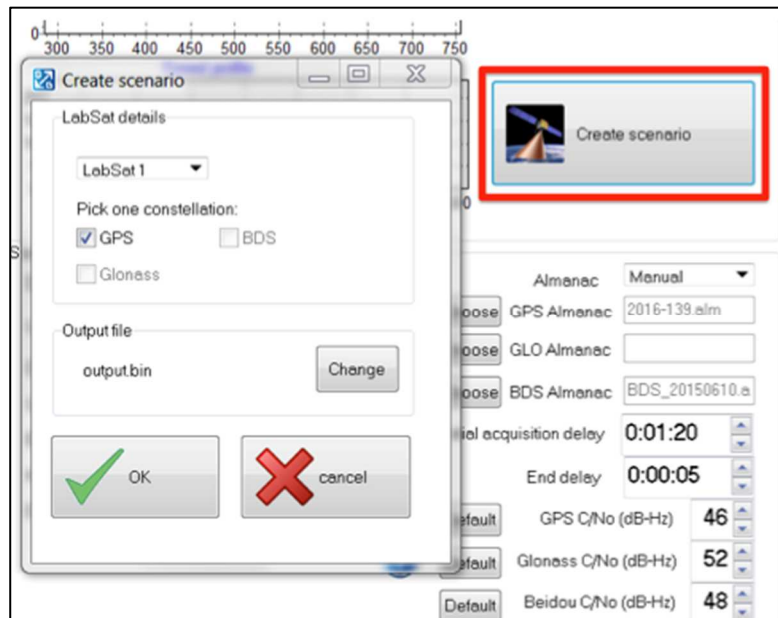 0
300 350 400 450 500 550 600 650 700 750
Create scenario
LabSat details
LabSat 1
Pick one constellation:
GPS
BDS
Glonass
Output file
output.bin
Change
OK
cancel
Create scenario
0
S
Almanac Manual
oose GPS Almanac 2016-139.alm
oose GLO Almanac
oose BDS Almanac BDS_20150610.a
ial acquisition delay 0:01:20
End delay 0:00:05
efault GPS C/No (dB-Hz) 46
efault Glonass C/No (dB-Hz) 52
Default Beidou C/No (dB-Hz) 48